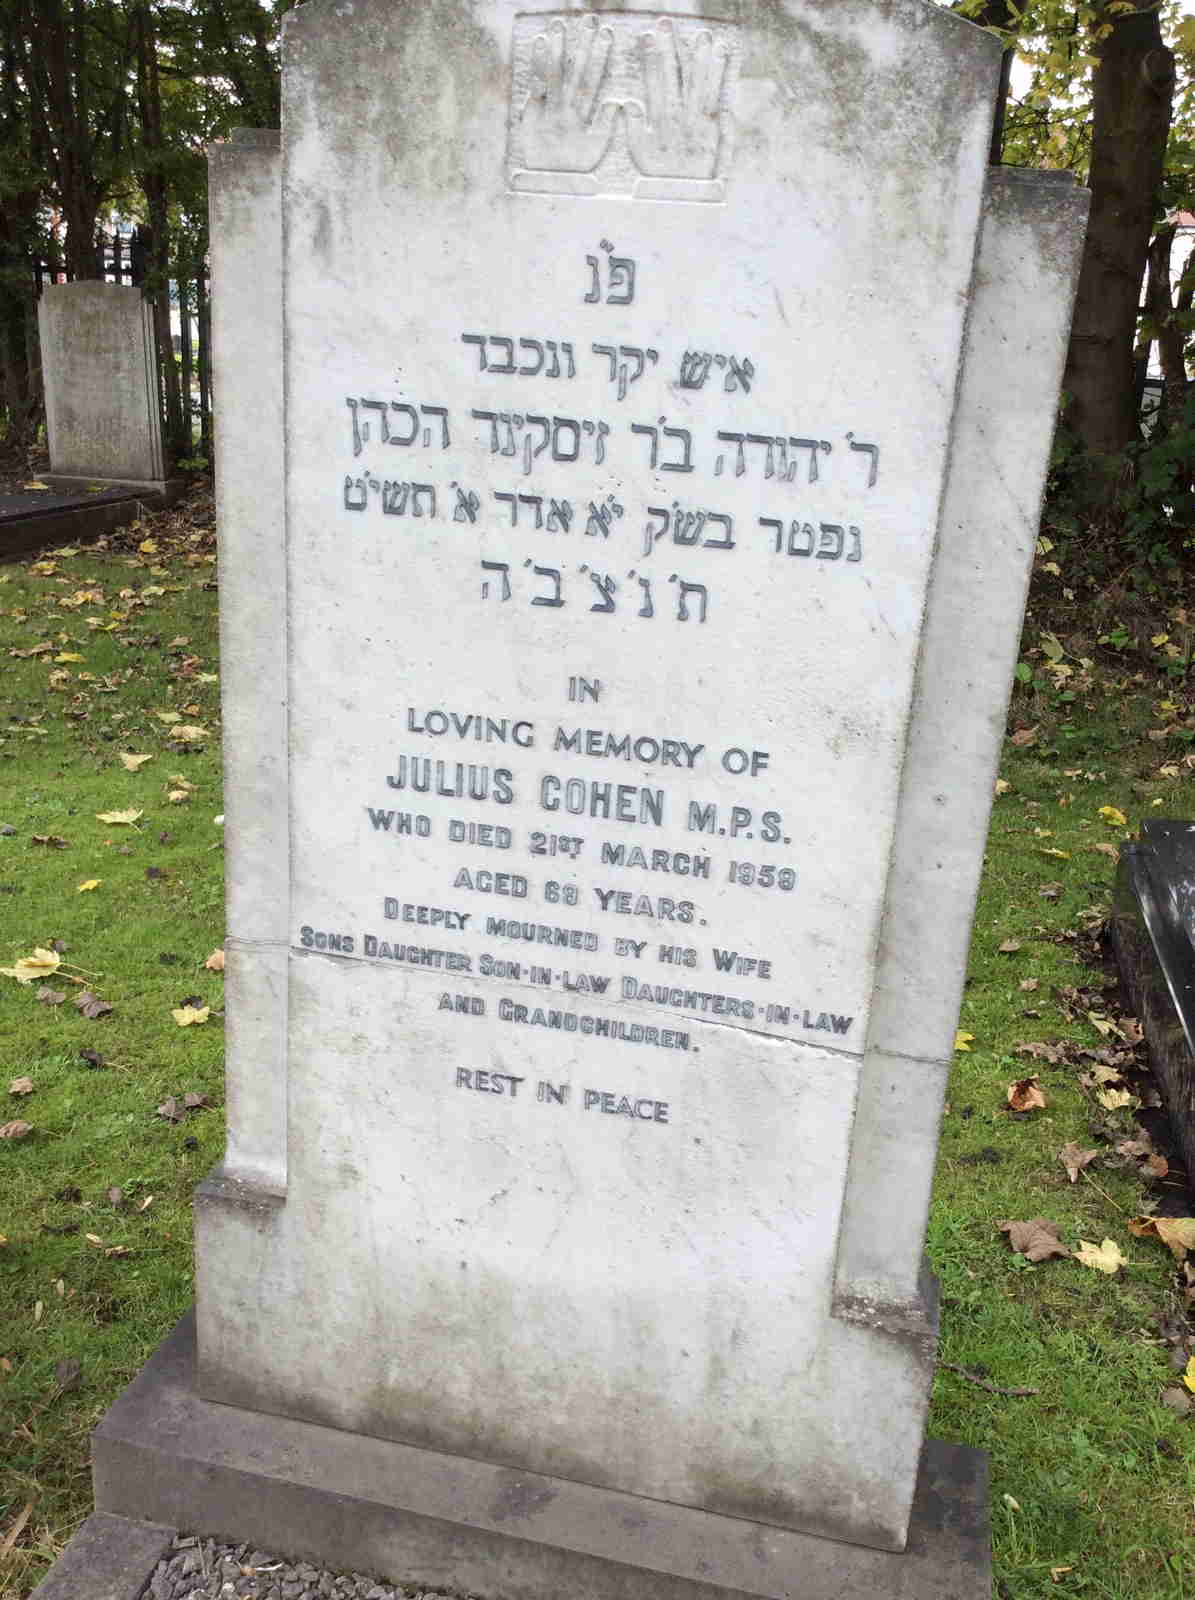 פ״נ
איש יקר ונכבד
ר׳ יהודה ב׳ר זיסקינד הכהן
נפטר בש׳ק י׳א אדר א׳ תשי׳ט
ת׳ נ׳ צ׳ ב׳ ה׳
IN
LOVING MEMORY OF
JULIUS COHEN M.P.S.
WHO DIED 21ST MARCH 1959
AGED 69 YEARS.
DEEPLY MOURNED BY HIS WIFE
SONS DAUGHTER SON-IN-LAW DAUGHTERS-IN-LAW
AND GRANDCHILDREN.
REST IN PEACE